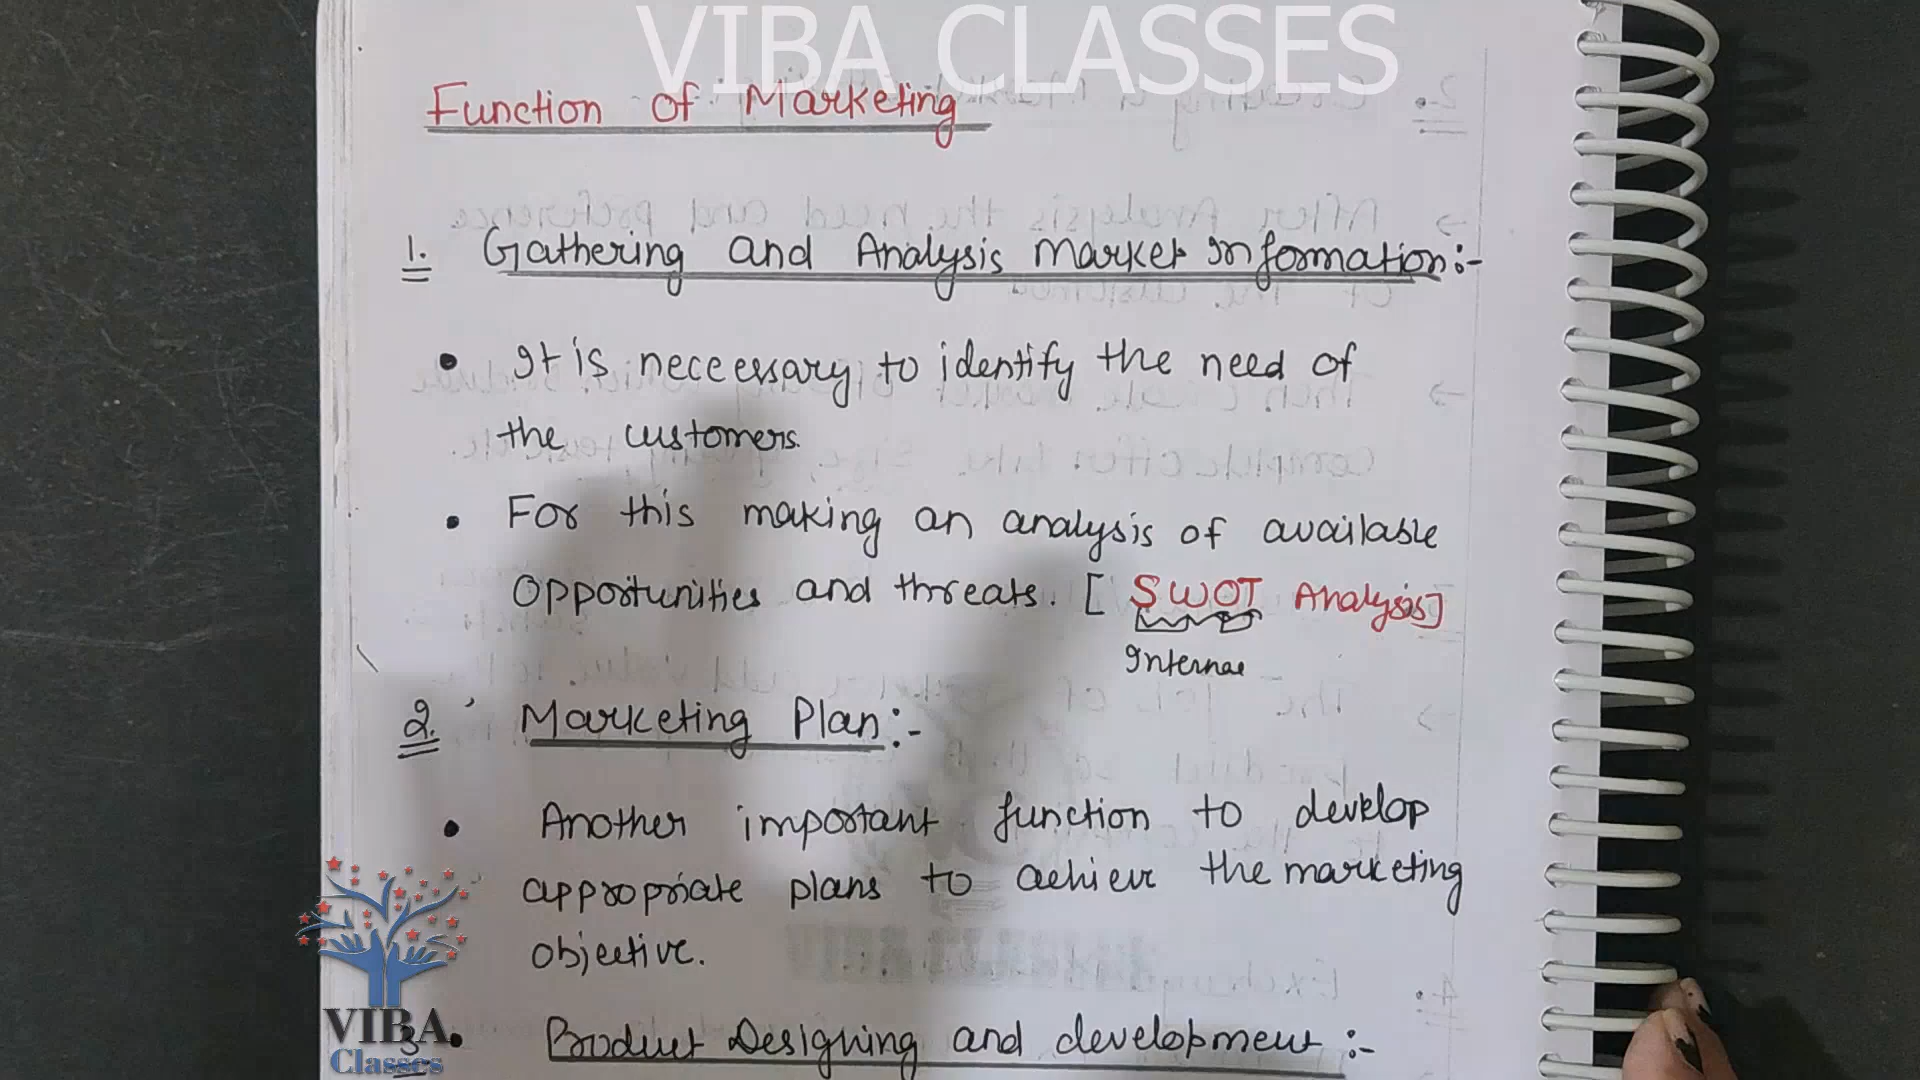 VIBA CLASSES
Function of Marketing
1. Gathering and Analysis Market Information:-
• It is neceessary to identify the need of
the customers.
• For this making an analysis of available
Opportunities and threats. [ SWOT Analysis]
Internal
2. Marketing Plan:-
• Another important function to develop
appropriate plans to achieve the marketing
objective.
3. Product Designing and development :-
VIBA
Classes